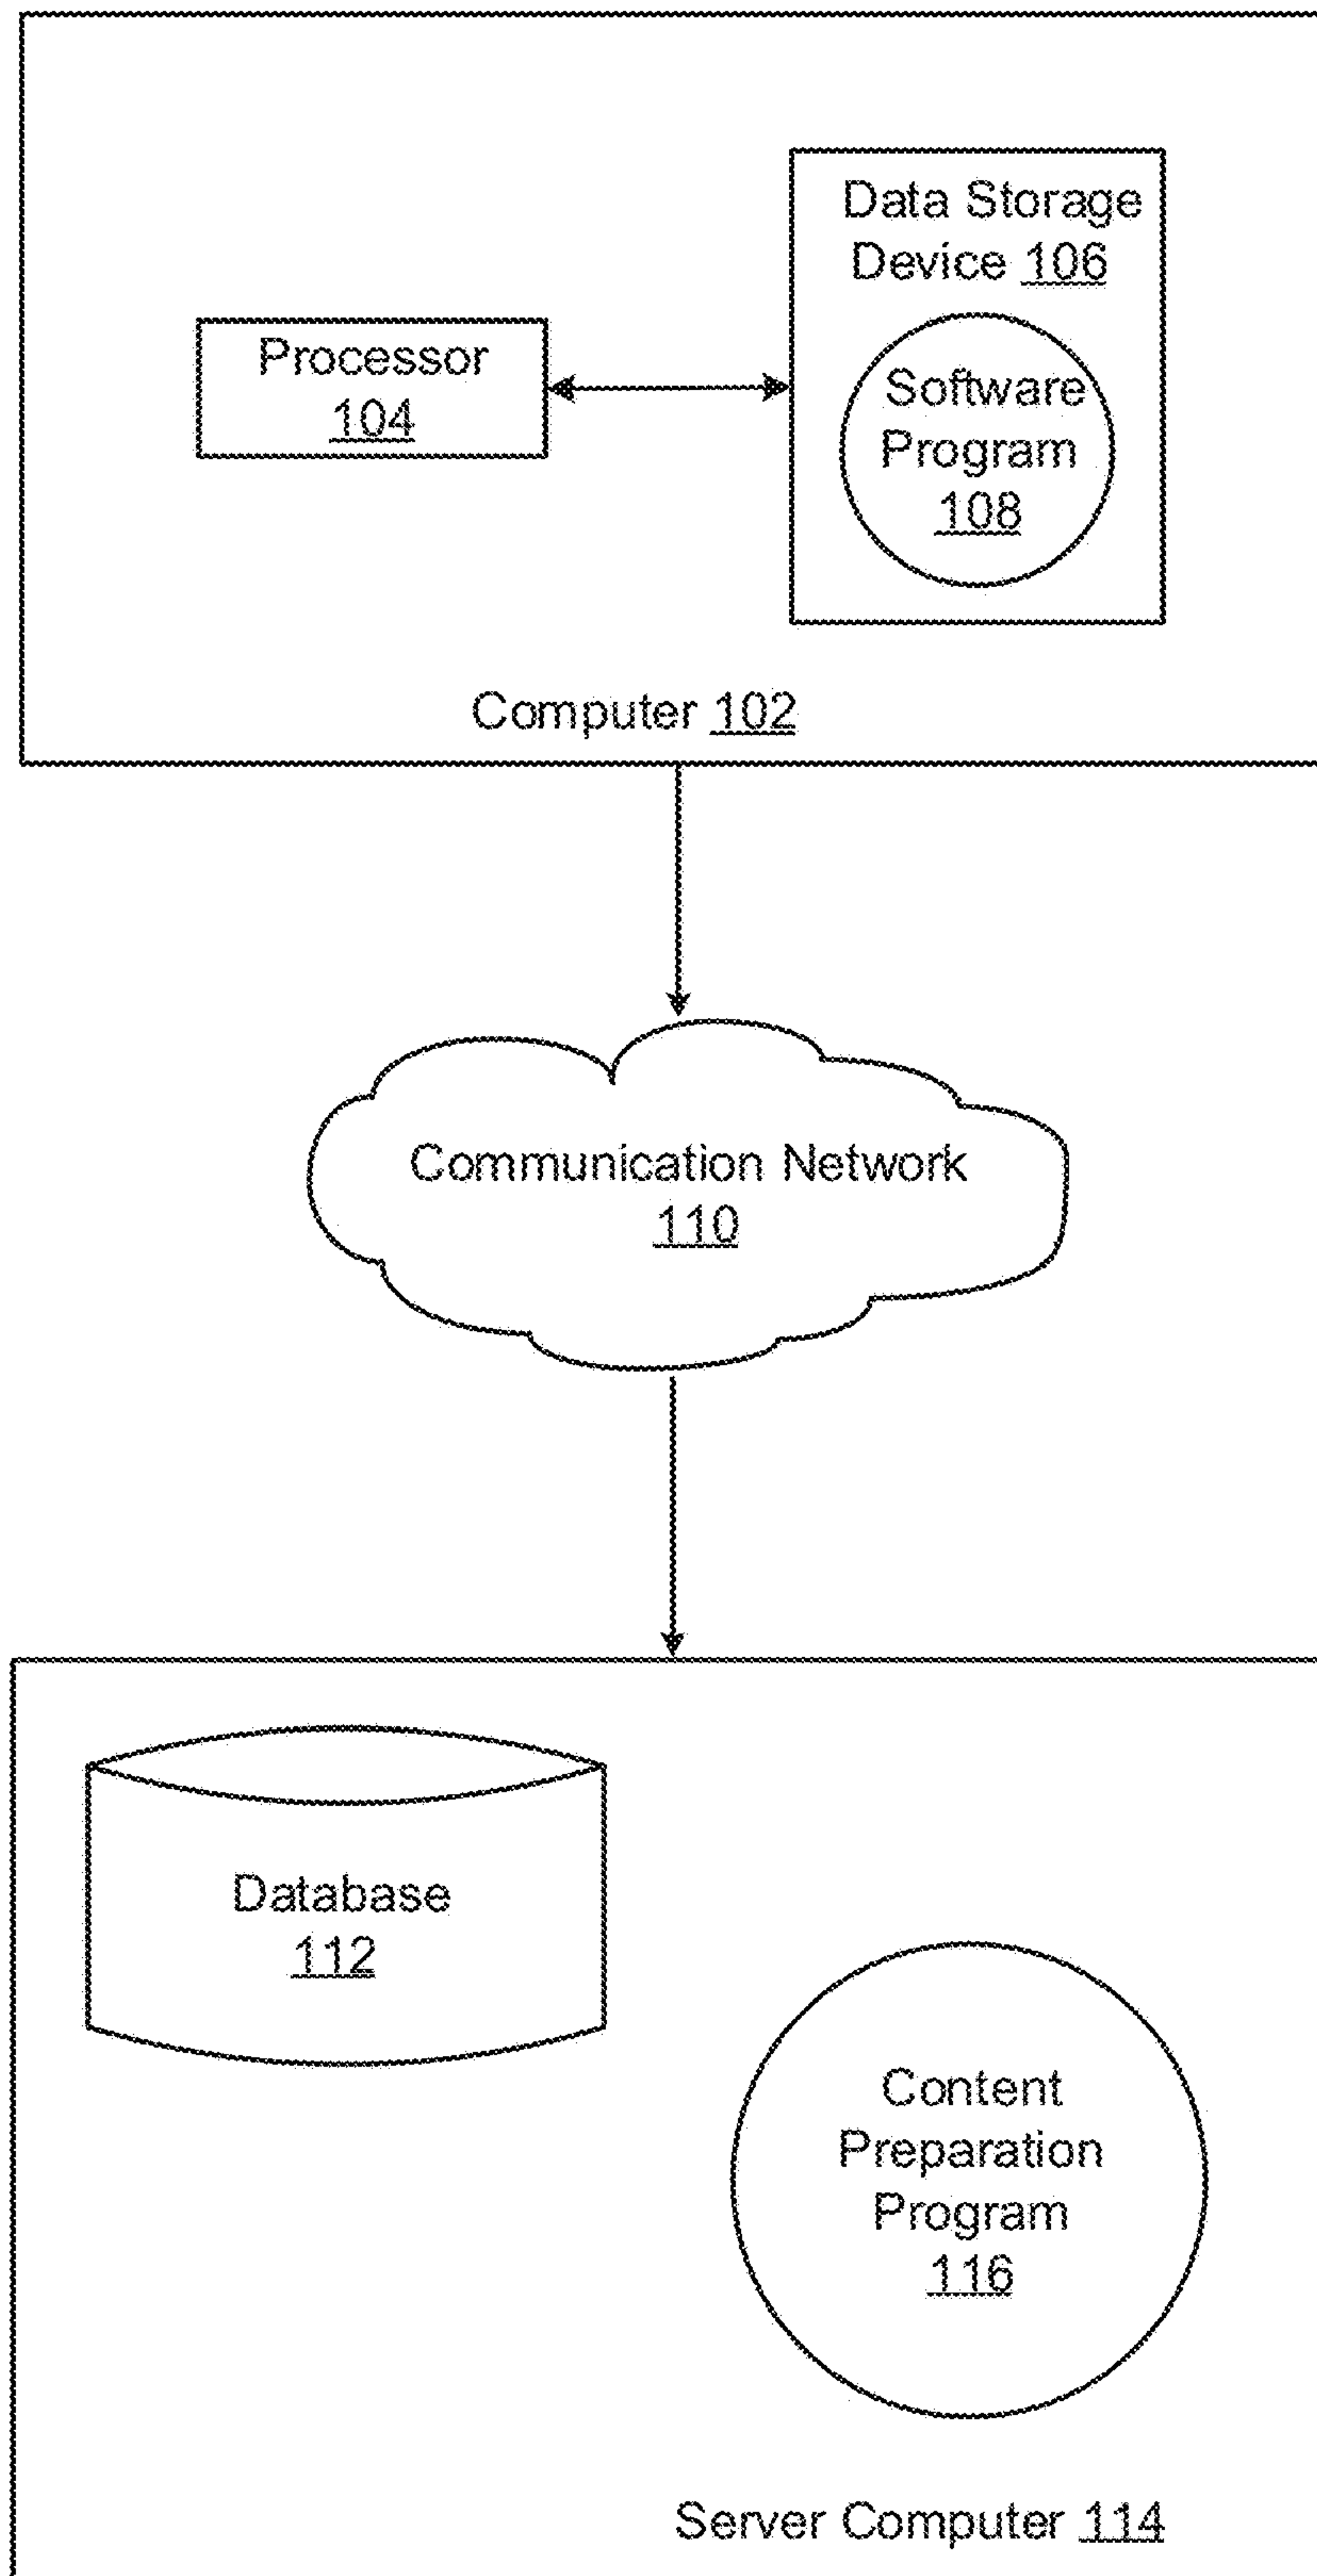 Data Storage
Device 106
Processor
104
Software
Program
108
Computer 102
Communication Network
110
Database
112
Content
Preparation
Program
116
Server Computer 114